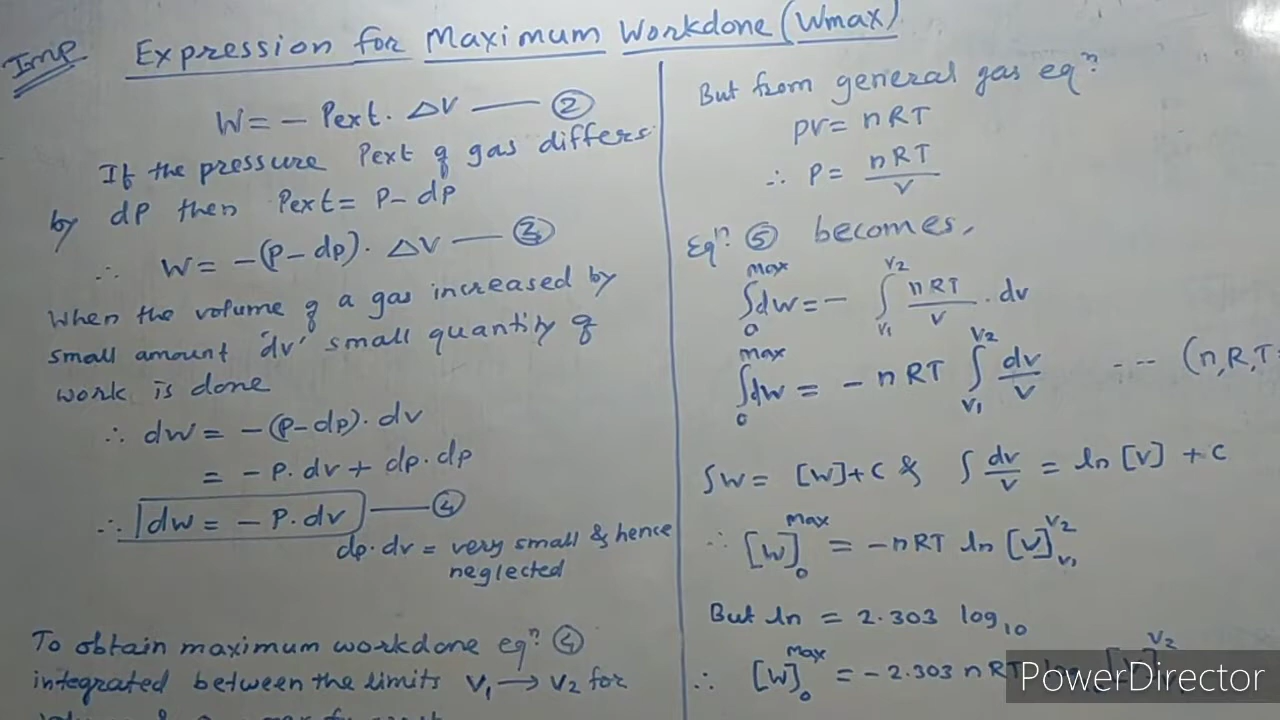 Imp
Expression for Maximum Workdone (Wmax)
W = - Pext. ΔV —— ②
If the pressure Pext of gas differs
by dp then Pext = P - dp
∴ W = -(P - dp). ΔV —— ③
When the volume of a gas increased by
small amount 'dv' small quantity of
work is done
∴ dw = -(P-dp). dv
= - P. dv + dp. dp
∴ dw = - P. dv —— ④
dp. dv = very small & hence
neglected
To obtain maximum workdone eqn. ④
integrated between the limits V₁ → V₂ for
But from general gas eqn.
PV = nRT
∴ P = nRT/V
Eqn. ⑤ becomes,
∫₀^max dw = - ∫_V₁^V₂ nRT/V . dv
∫₀^max dw = - nRT ∫_V₁^V₂ dv/V --- (n,R,T=
∫w = [w]+c & ∫ dv/V = ln [V] + c
∴ [W]₀^max = -nRT ln [V]_V₁^V₂
But ln = 2.303 log₁₀
∴ [W]₀^max = -2.303 nRT V₂
PowerDirector